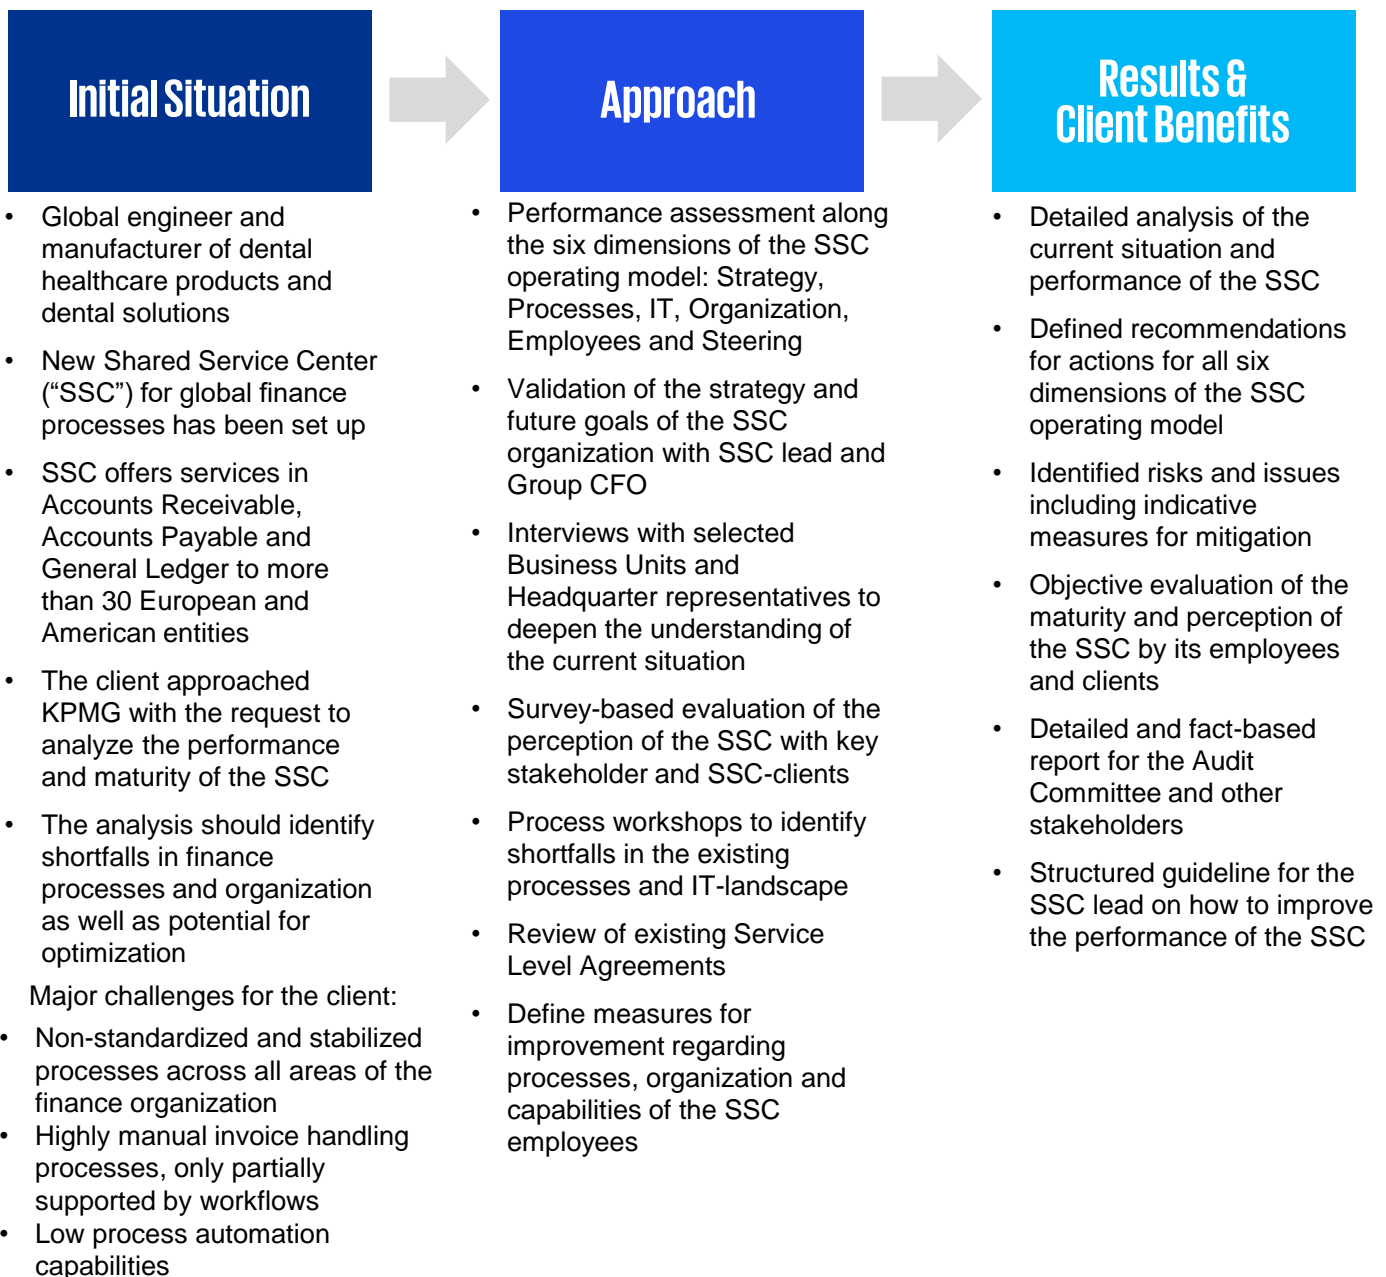 Initial Situation
• Global engineer and
manufacturer of dental
healthcare products and
dental solutions
• New Shared Service Center
(“SSC”) for global finance
processes has been set up
• SSC offers services in
Accounts Receivable,
Accounts Payable and
General Ledger to more
than 30 European and
American entities
• The client approached
KPMG with the request to
analyze the performance
and maturity of the SSC
• The analysis should identify
shortfalls in finance
processes and organization
as well as potential for
optimization
Major challenges for the client:
• Non-standardized and stabilized
processes across all areas of the
finance organization
• Highly manual invoice handling
processes, only partially
supported by workflows
• Low process automation
capabilities
Approach
• Performance assessment along
the six dimensions of the SSC
operating model: Strategy,
Processes, IT, Organization,
Employees and Steering
• Validation of the strategy and
future goals of the SSC
organization with SSC lead and
Group CFO
• Interviews with selected
Business Units and
Headquarter representatives to
deepen the understanding of
the current situation
• Survey-based evaluation of the
perception of the SSC with key
stakeholder and SSC-clients
• Process workshops to identify
shortfalls in the existing
processes and IT-landscape
• Review of existing Service
Level Agreements
• Define measures for
improvement regarding
processes, organization and
capabilities of the SSC
employees
Results &
Client Benefits
• Detailed analysis of the
current situation and
performance of the SSC
• Defined recommendations
for actions for all six
dimensions of the SSC
operating model
• Identified risks and issues
including indicative
measures for mitigation
• Objective evaluation of the
maturity and perception of
the SSC by its employees
and clients
• Detailed and fact-based
report for the Audit
Committee and other
stakeholders
• Structured guideline for the
SSC lead on how to improve
the performance of the SSC